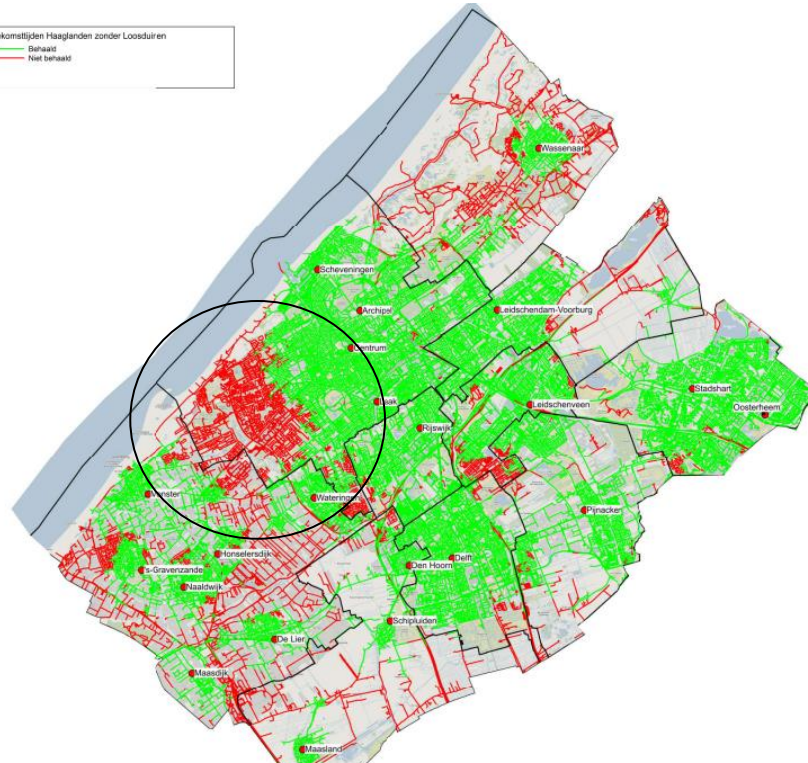 komsttijden Haaglanden zonder Loosduiren
Behaald
Niet behaald
Wassenaar
Scheveningen
Archipel
Leidschendam-Voorburg
Centrum
Stadshart
Laak
Leidschenveen
Oosterheem
Rijswijk
Wateringen
Pijnacker
Honselersdijk
Delft
Den Hoorn
's-Gravenzande
Naaldwijk
Schipluiden
De Lier
Maasdijk
Maasland